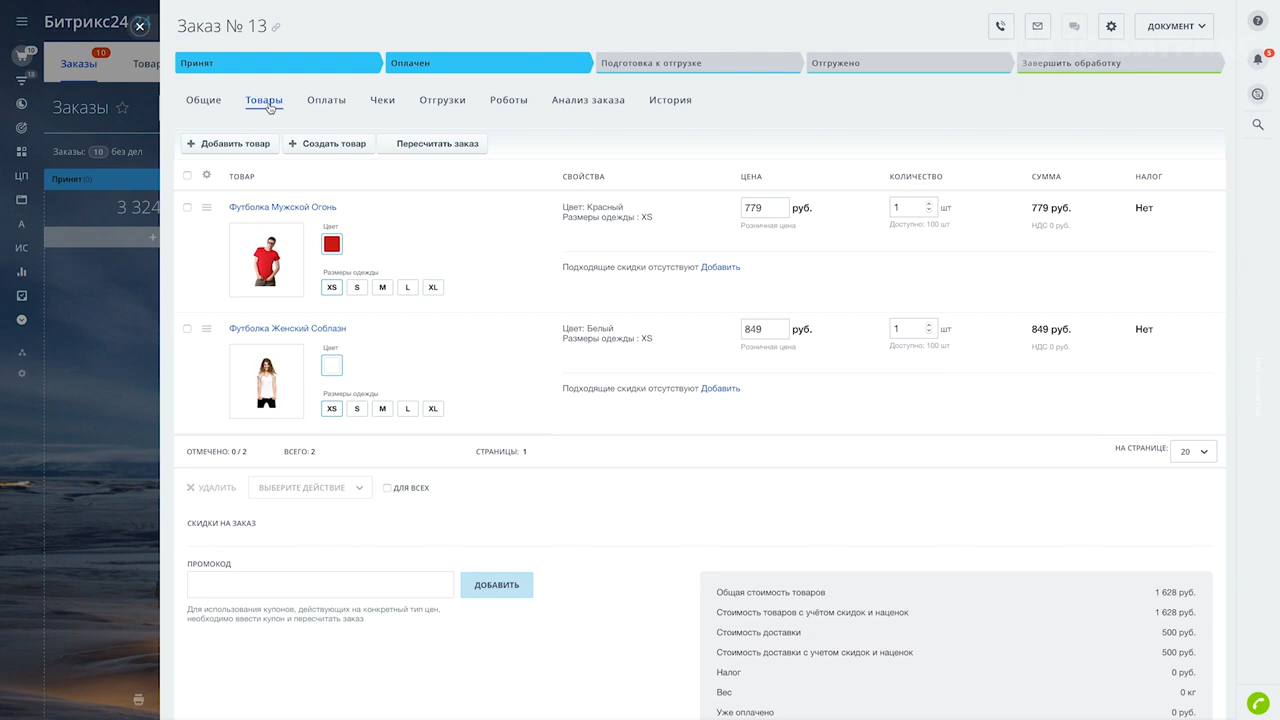 Битрикс24
Заказ № 13
ДОКУМЕНТ
10
18
10
5
Заказы
Товар
Принят
Оплачен
Подготовка к отгрузке
Отгружено
Завершить обработку
Заказы
Общие
Товары
Оплаты
Чеки
Отгрузки
Роботы
Анализ заказа
История
Заказы: 10 без дел
Добавить товар
Создать товар
Пересчитать заказ
ЦП
Принят (0)
ТОВАР
СВОЙСТВА
ЦЕНА
КОЛИЧЕСТВО
СУММА
НАЛОГ
3 324
A
ИС
Футболка Мужской Огонь
Цвет
Размеры одежды
XS S M L XL
Цвет: Красный
Размеры одежды : XS
779 руб.
Розничная цена
1 шт
Доступно: 100 шт
779 руб.
НДС 0 руб.
Нет
Подходящие скидки отсутствуют Добавить
Футболка Женский Соблазн
Цвет
Размеры одежды
XS S M L XL
Цвет: Белый
Размеры одежды : XS
849 руб.
Розничная цена
1 шт
Доступно: 100 шт
849 руб.
НДС 0 руб.
Нет
Подходящие скидки отсутствуют Добавить
ОТМЕЧЕНО: 0 / 2
ВСЕГО: 2
СТРАНИЦЫ: 1
НА СТРАНИЦЕ: 20
УДАЛИТЬ
ВЫБЕРИТЕ ДЕЙСТВИЕ
ДЛЯ ВСЕХ
СКИДКИ НА ЗАКАЗ
ПРОМОКОД
ДОБАВИТЬ
Для использования купонов, действующих на конкретный тип цен,
необходимо ввести купон и пересчитать заказ
Общая стоимость товаров 1 628 руб.
Стоимость товаров с учётом скидок и наценок 1 628 руб.
Стоимость доставки 500 руб.
Стоимость доставки с учетом скидок и наценок 500 руб.
Налог 0 руб.
Вес 0 кг
Уже оплачено 0 руб.